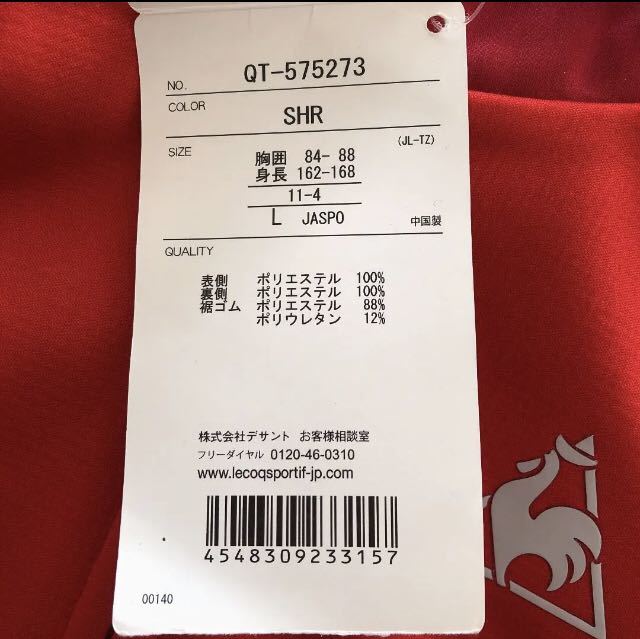 NO. QT-575273
COLOR SHR
(JL-TZ)
SIZE 胸囲 84- 88
身長 162-168
11-4
L JASPO 中国製
QUALITY
表側 ポリエステル 100%
裏側 ポリエステル 100%
裾ゴム ポリエステル 88%
ポリウレタン 12%
株式会社デサント お客様相談室
フリーダイヤル 0120-46-0310
www.lecoqsportif-jp.com
4548309233157
00140